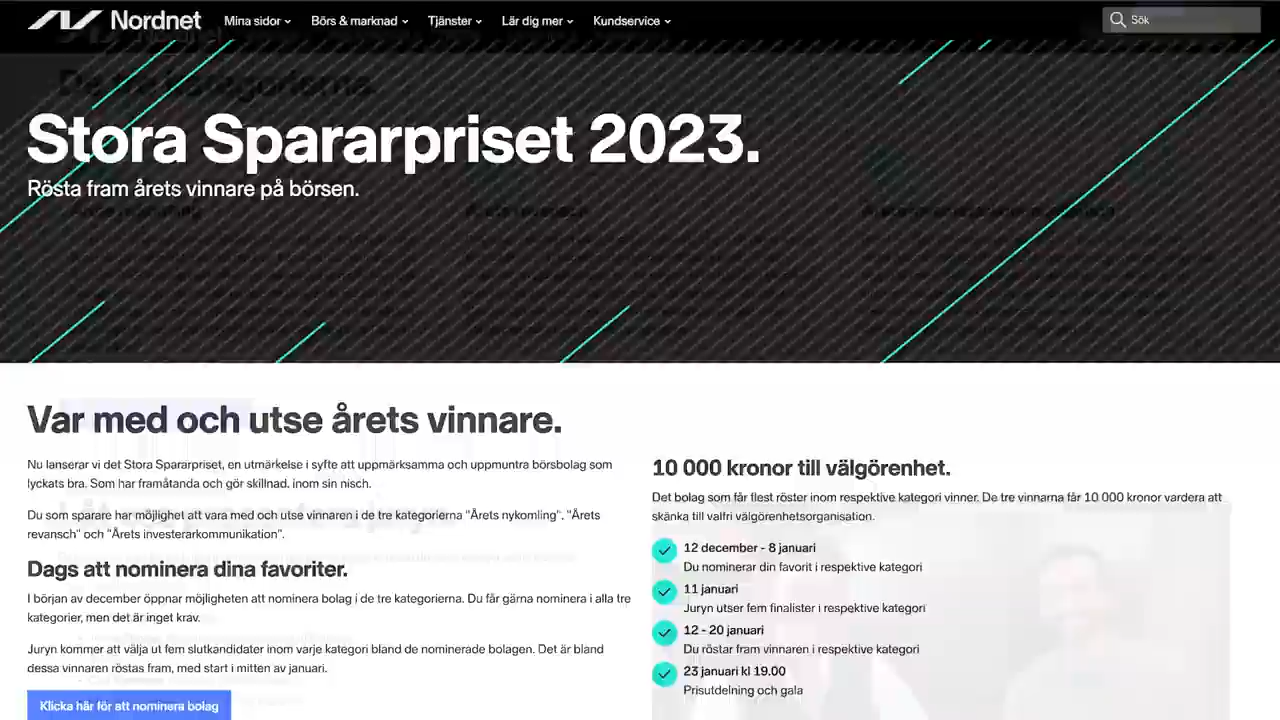 Nordnet
Mina sidor
Börs & marknad
Tjänster
Lär dig mer
Kundservice
Sök
Stora Spararpriset 2023.
Rösta fram årets vinnare på börsen.
Var med och utse årets vinnare.
Nu lanserar vi det Stora Spararpriset, en utmärkelse i syfte att uppmärksamma och uppmuntra börsbolag som
lyckats bra. Som har framåtanda och gör skillnad. inom sin nisch.
Du som sparare har möjlighet att vara med och utse vinnaren i de tre kategorierna "Årets nykomling". "Årets
revansch" och "Årets investerarkommunikation".
Dags att nominera dina favoriter.
I början av december öppnar möjligheten att nominera bolag i de tre kategorierna. Du får gärna nominera i alla tre
kategorier, men det är inget krav.
Juryn kommer att välja ut fem slutkandidater inom varje kategori bland de nominerade bolagen. Det är bland
dessa vinnaren röstas fram, med start i mitten av januari.
Klicka här för att nominera bolag
10 000 kronor till välgörenhet.
Det bolag som får flest röster inom respektive kategori vinner. De tre vinnarna får 10 000 kronor vardera att
skänka till valfri välgörenhetsorganisation.
12 december - 8 januari
Du nominerar din favorit i respektive kategori
11 januari
Juryn utser fem finalister i respektive kategori
12 - 20 januari
Du röstar fram vinnaren i respektive kategori
23 januari kl 19.00
Prisutdelning och gala